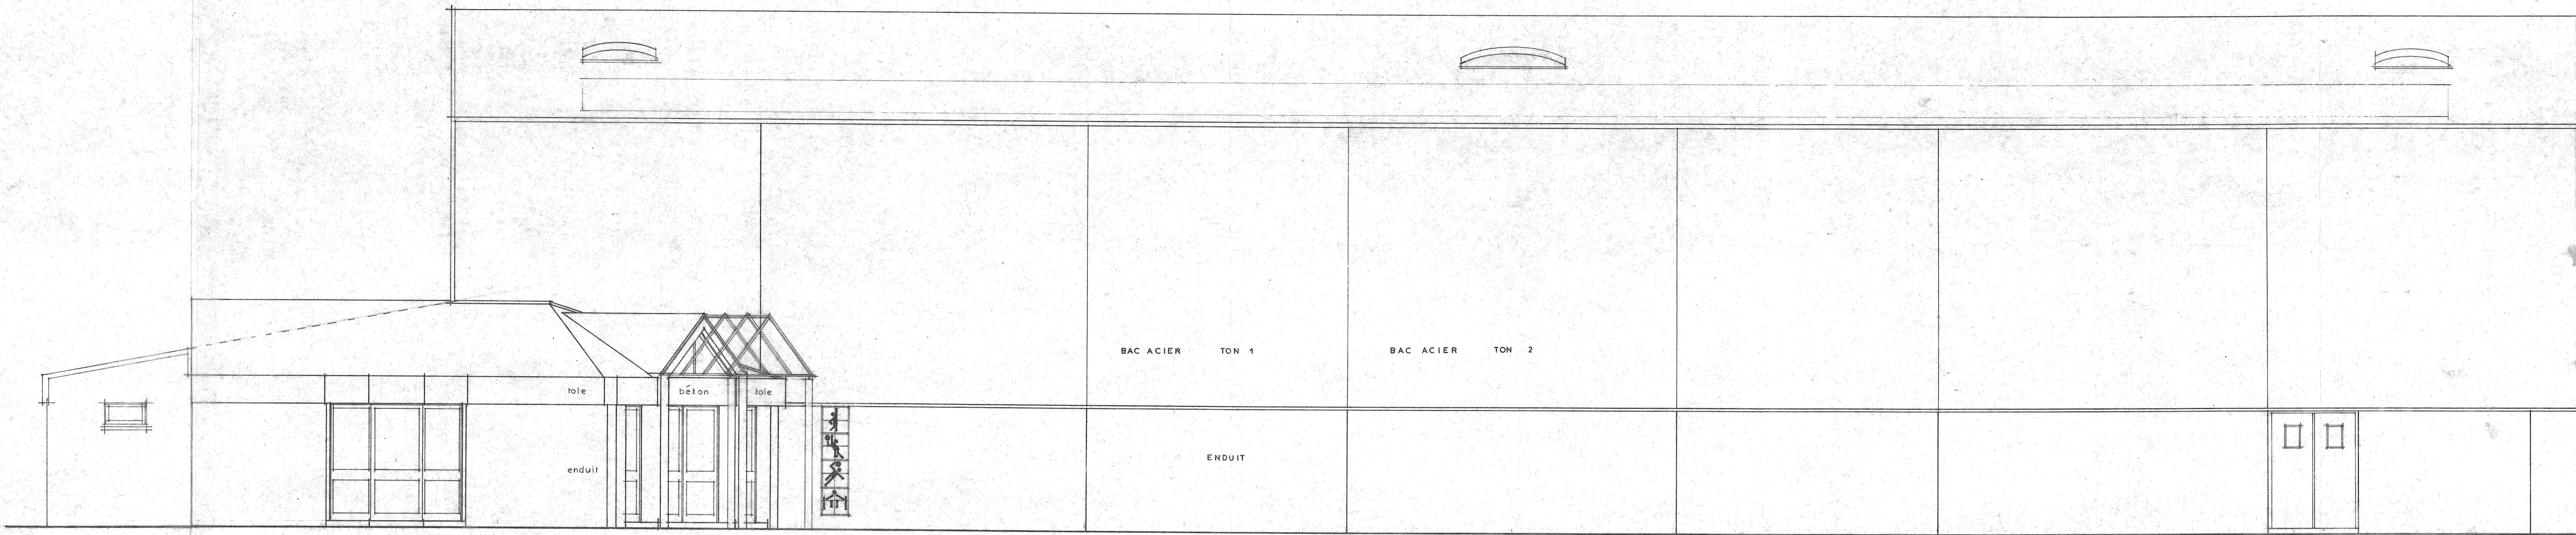 BAC ACIER TON 1
BAC ACIER TON 2
tole
béton
tole
ENDUIT
enduit